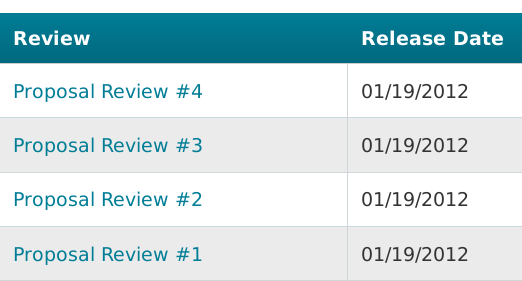 Review Release Date
Proposal Review #4 01/19/2012
Proposal Review #3 01/19/2012
Proposal Review #2 01/19/2012
Proposal Review #1 01/19/2012